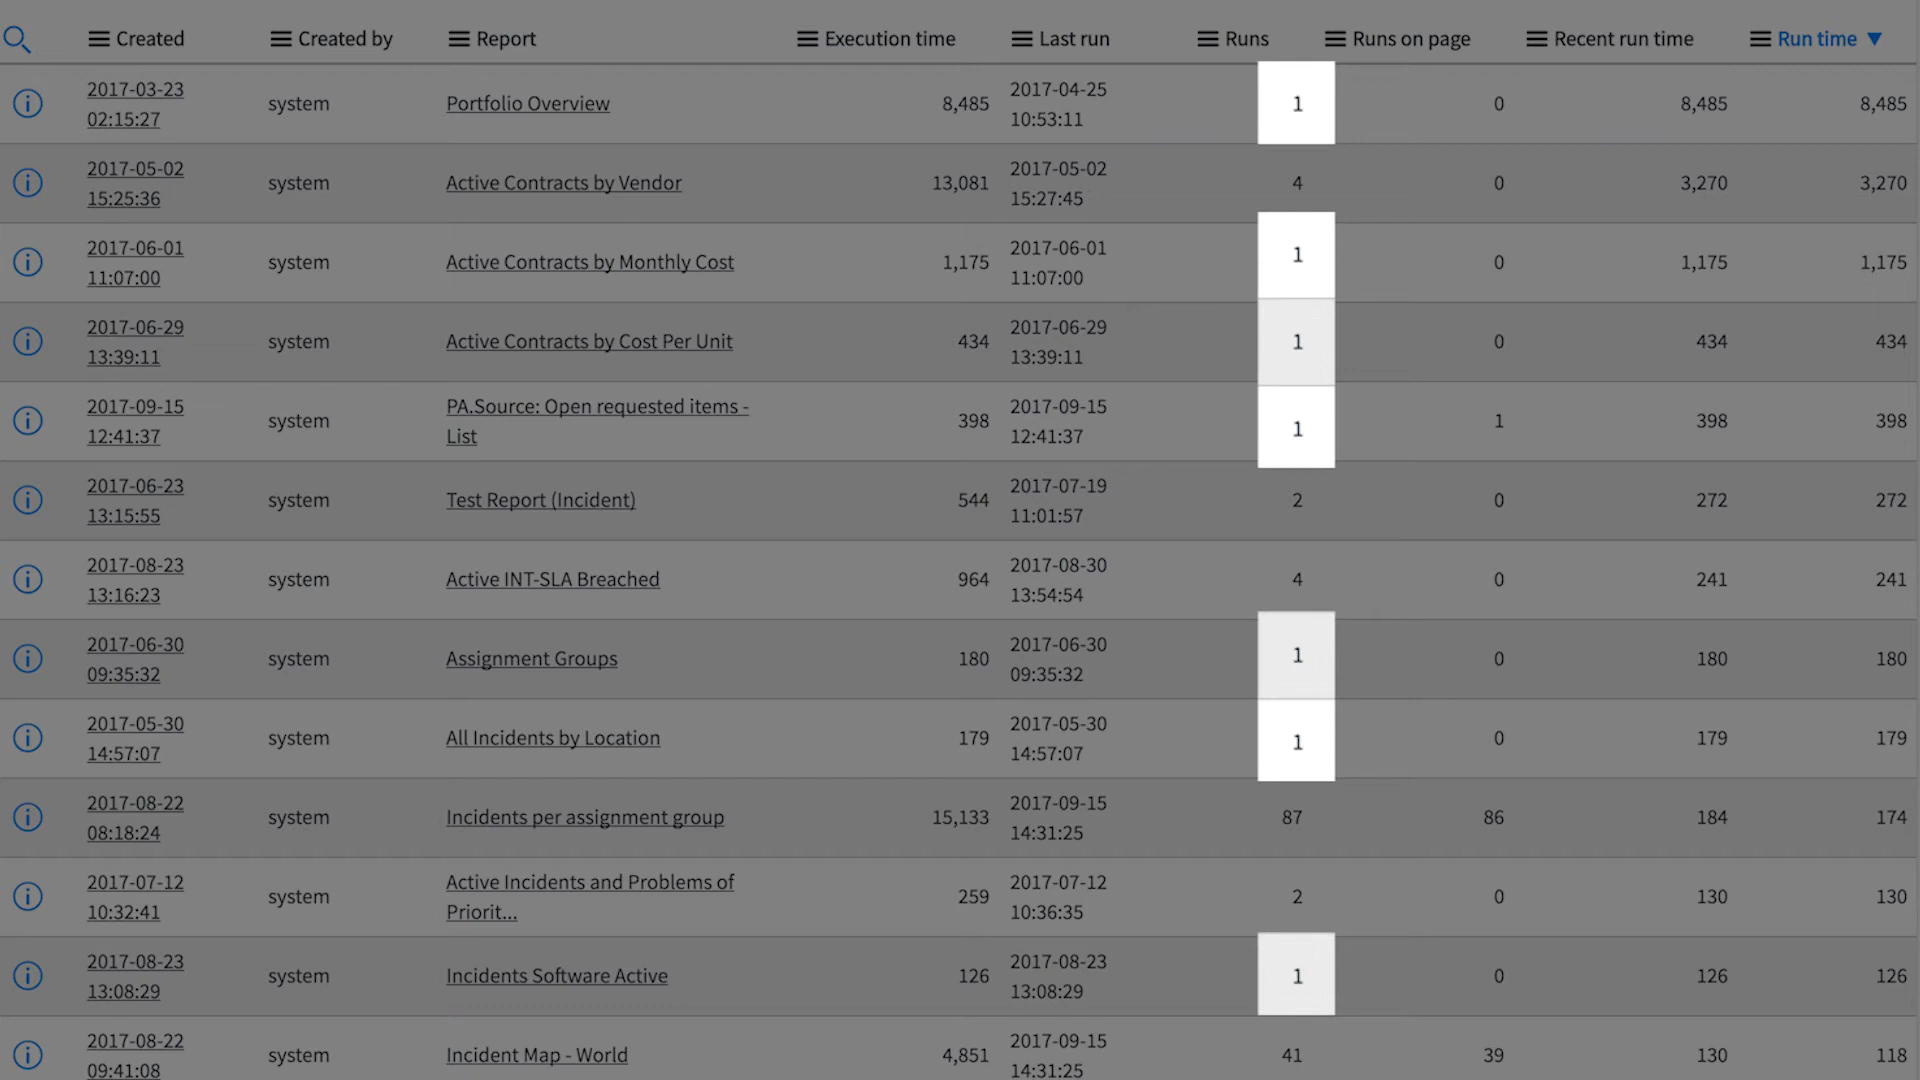 Created Created by Report Execution time Last run Runs Runs on page Recent run time Run time ▼
2017-03-23 02:15:27 system Portfolio Overview 8,485 2017-04-25 10:53:11 1 0 8,485 8,485
2017-05-02 15:25:36 system Active Contracts by Vendor 13,081 2017-05-02 15:27:45 4 0 3,270 3,270
2017-06-01 11:07:00 system Active Contracts by Monthly Cost 1,175 2017-06-01 11:07:00 1 0 1,175 1,175
2017-06-29 13:39:11 system Active Contracts by Cost Per Unit 434 2017-06-29 13:39:11 1 0 434 434
2017-09-15 12:41:37 system PA.Source: Open requested items - List 398 2017-09-15 12:41:37 1 1 398 398
2017-06-23 13:15:55 system Test Report (Incident) 544 2017-07-19 11:01:57 2 0 272 272
2017-08-23 13:16:23 system Active INT-SLA Breached 964 2017-08-30 13:54:54 4 0 241 241
2017-06-30 09:35:32 system Assignment Groups 180 2017-06-30 09:35:32 1 0 180 180
2017-05-30 14:57:07 system All Incidents by Location 179 2017-05-30 14:57:07 1 0 179 179
2017-08-22 08:18:24 system Incidents per assignment group 15,133 2017-09-15 14:31:25 87 86 184 174
2017-07-12 10:32:41 system Active Incidents and Problems of Priorit... 259 2017-07-12 10:36:35 2 0 130 130
2017-08-23 13:08:29 system Incidents Software Active 126 2017-08-23 13:08:29 1 0 126 126
2017-08-22 09:41:08 system Incident Map - World 4,851 2017-09-15 14:31:25 41 39 130 118